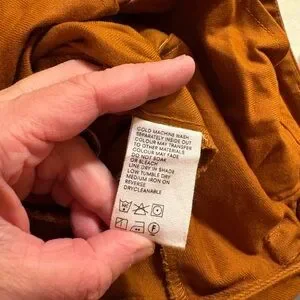 COLD MACHINE WASH
SEPARATELY INSIDE OUT
COLOUR MAY TRANSFER
TO OTHER MATERIALS
COLOUR MAY FADE
DO NOT SOAK
OR BLEACH
LINE DRY IN SHADE
LOW TUMBLE DRY
MEDIUM IRON ON
REVERSE
DRYCLEANABLE